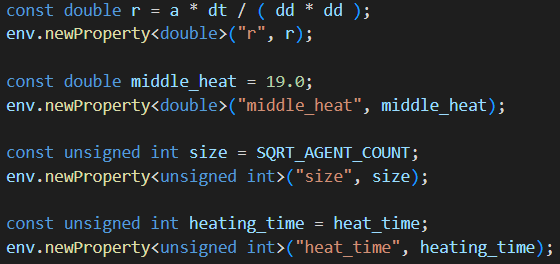 const double r = a * dt / ( dd * dd );
env.newProperty<double>("r", r);
const double middle_heat = 19.0;
env.newProperty<double>("middle_heat", middle_heat);
const unsigned int size = SQRT_AGENT_COUNT;
env.newProperty<unsigned int>("size", size);
const unsigned int heating_time = heat_time;
env.newProperty<unsigned int>("heat_time", heating_time);